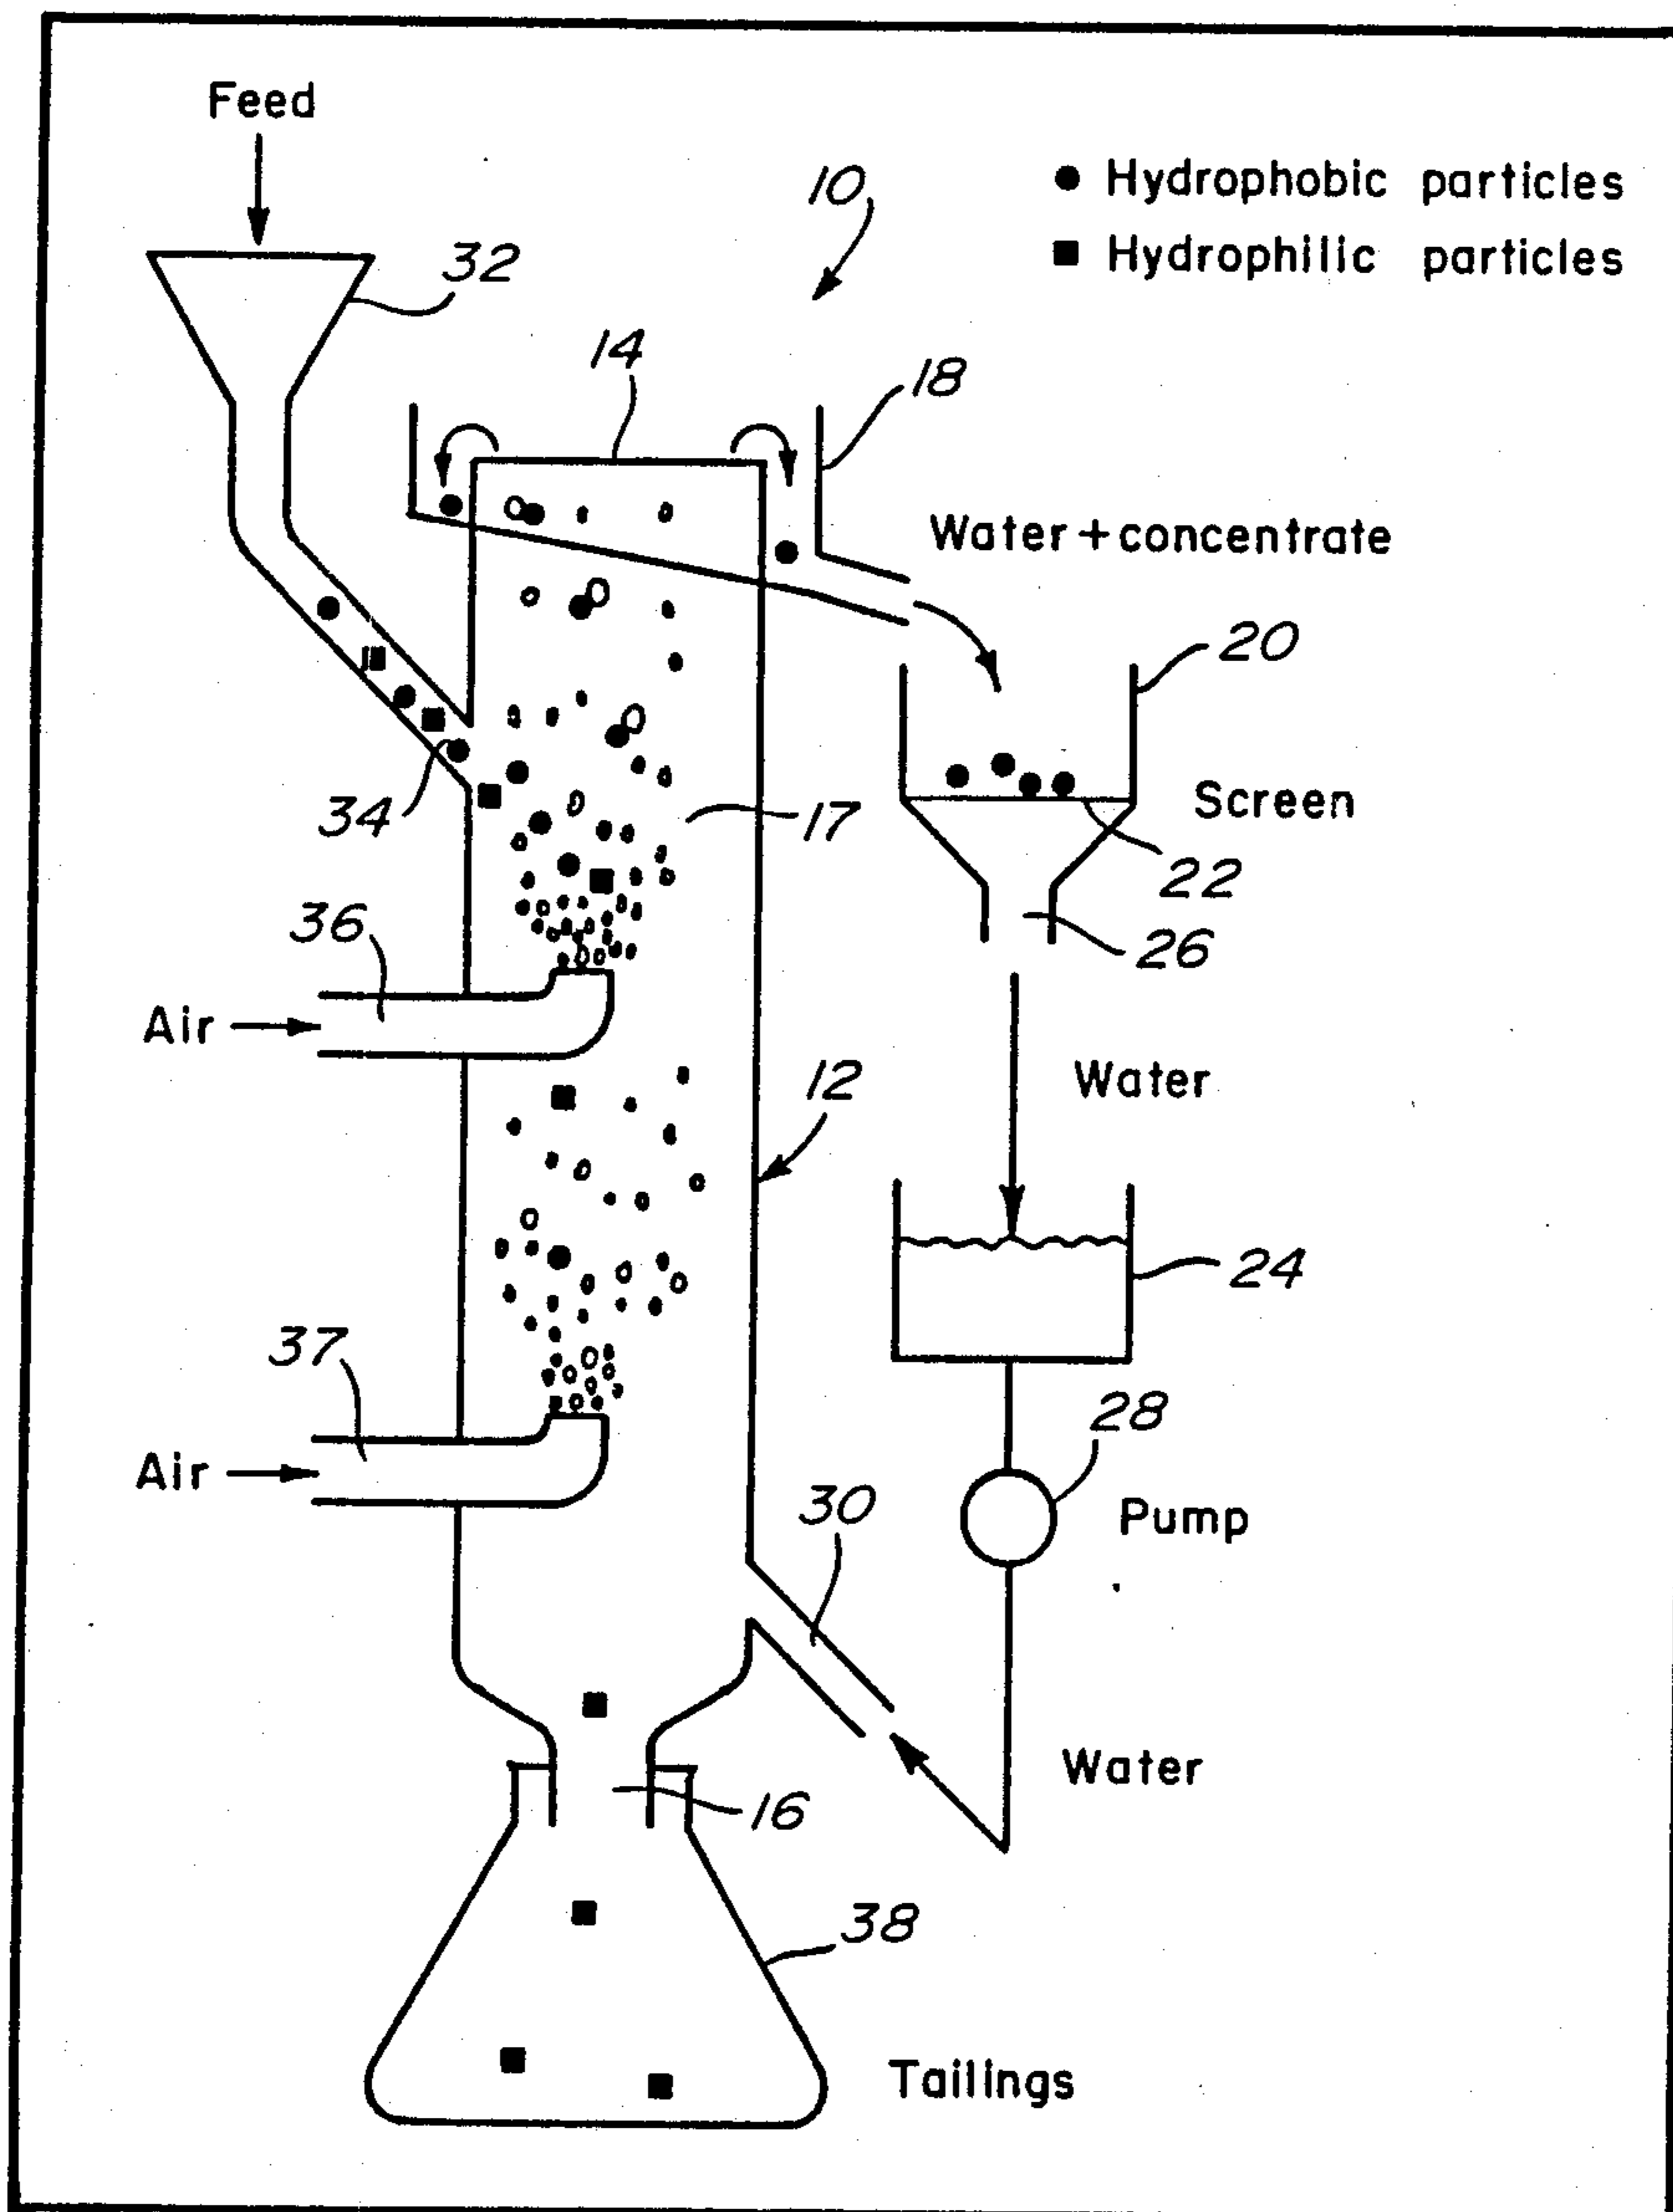 Feed
10
● Hydrophobic particles
■ Hydrophilic particles
32
14
18
Water + concentrate
20
34
17
Screen
22
36
26
Air
12
Water
24
37
28
Air
30
Pump
Water
16
38
Tailings